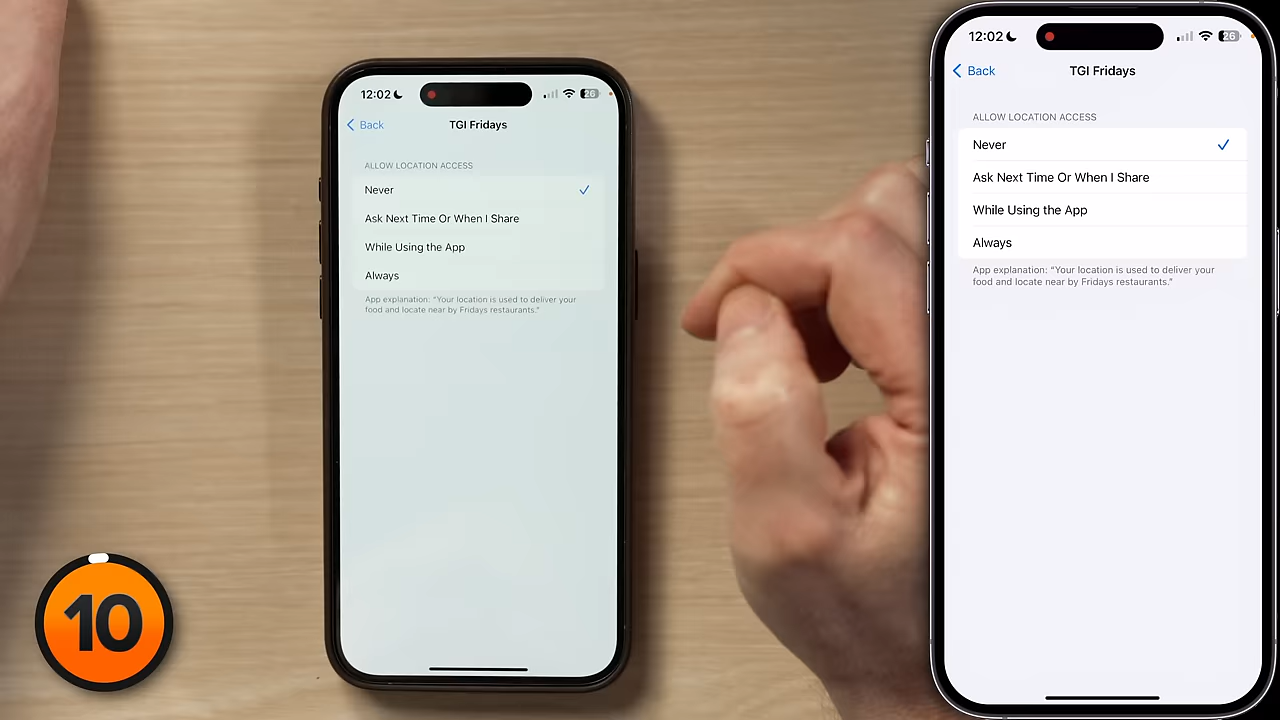 12:02
26
Back
TGI Fridays
ALLOW LOCATION ACCESS
Never
Ask Next Time Or When I Share
While Using the App
Always
App explanation: “Your location is used to deliver your
food and locate near by Fridays restaurants.”
12:02
26
Back
TGI Fridays
ALLOW LOCATION ACCESS
Never
Ask Next Time Or When I Share
While Using the App
Always
App explanation: “Your location is used to deliver your
food and locate near by Fridays restaurants.”
10